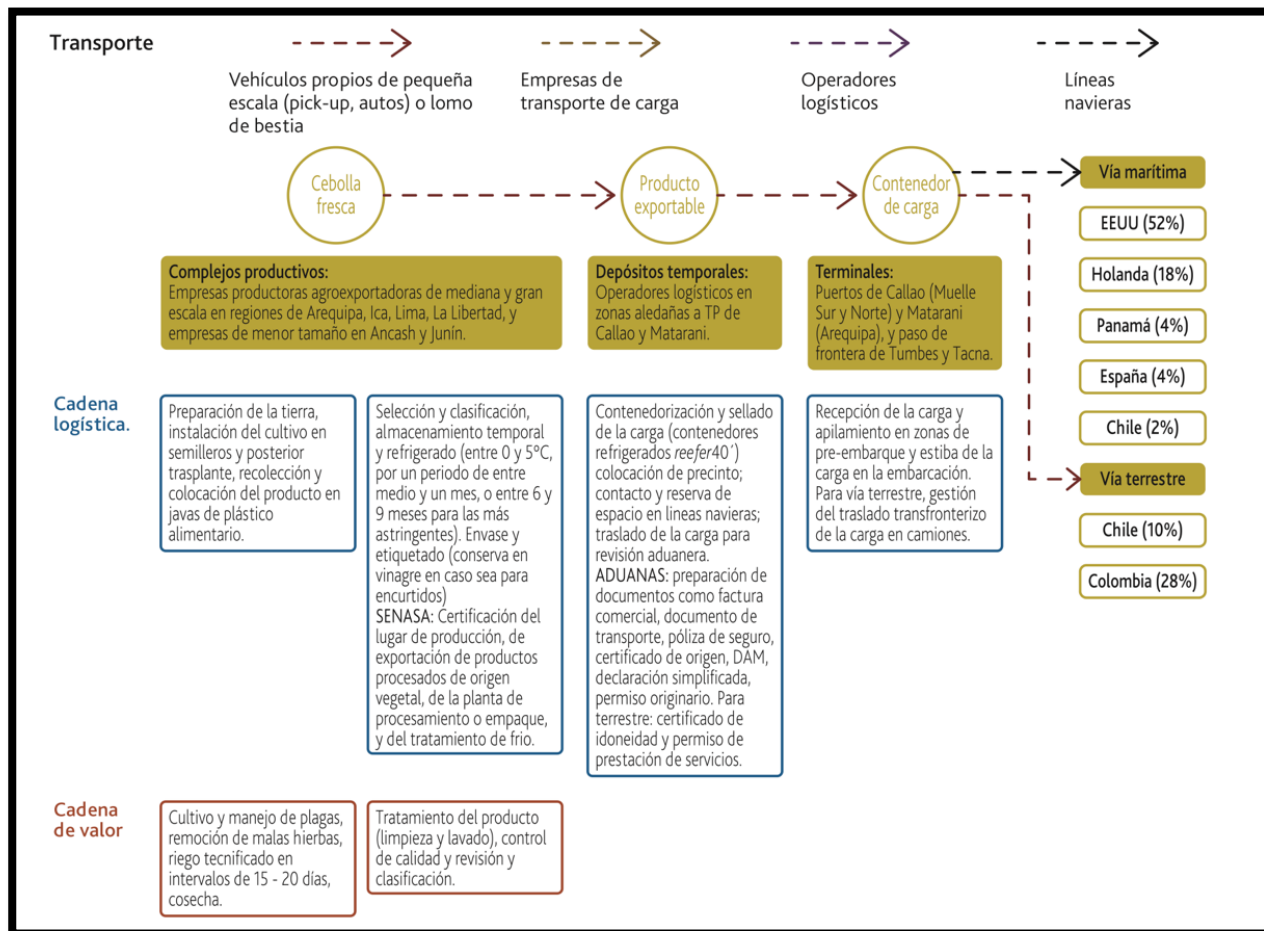 Transporte
Vehículos propios de pequeña
escala (pick-up, autos) o lomo
de bestia
Empresas de
transporte de carga
Operadores
logísticos
Líneas
navieras
Cebolla
fresca
Producto
exportable
Contenedor
de carga
Vía marítima
EEUU (52%)
Holanda (18%)
Panamá (4%)
España (4%)
Chile (2%)
Vía terrestre
Chile (10%)
Colombia (28%)
Complejos productivos:
Empresas productoras agroexportadoras de mediana y gran
escala en regiones de Arequipa, Ica, Lima, La Libertad, y
empresas de menor tamaño en Ancash y Junín.
Depósitos temporales:
Operadores logísticos en
zonas aledañas a TP de
Callao y Matarani.
Terminales:
Puertos de Callao (Muelle
Sur y Norte) y Matarani
(Arequipa), y paso de
frontera de Tumbes y Tacna.
Cadena
logística.
Preparación de la tierra,
instalación del cultivo en
semilleros y posterior
trasplante, recolección y
colocación del producto en
javas de plástico
alimentario.
Selección y clasificación,
almacenamiento temporal
y refrigerado (entre 0 y 5ºC,
por un periodo de entre
medio y un mes, o entre 6 y
9 meses para las más
astringentes). Envase y
etiquetado (conserva en
vinagre en caso sea para
encurtidos)
SENASA: Certificación del
lugar de producción, de
exportación de productos
procesados de origen
vegetal, de la planta de
procesamiento o empaque,
y del tratamiento de frio.
Contenedorización y sellado
de la carga (contenedores
refrigerados reefer40´)
colocación de precinto;
contacto y reserva de
espacio en lineas navieras;
traslado de la carga para
revisión aduanera.
ADUANAS: preparación de
documentos como factura
comercial, documento de
transporte, póliza de seguro,
certificado de origen, DAM,
declaración simplificada,
permiso originario. Para
terrestre: certificado de
idoneidad y permiso de
prestación de servicios.
Recepción de la carga y
apilamiento en zonas de
pre-embarque y estiba de la
carga en la embarcación.
Para vía terrestre, gestión
del traslado transfronterizo
de la carga en camiones.
Cadena
de valor
Cultivo y manejo de plagas,
remoción de malas hierbas,
riego tecnificado en
intervalos de 15 - 20 días,
cosecha.
Tratamiento del producto
(limpieza y lavado), control
de calidad y revisión y
clasificación.